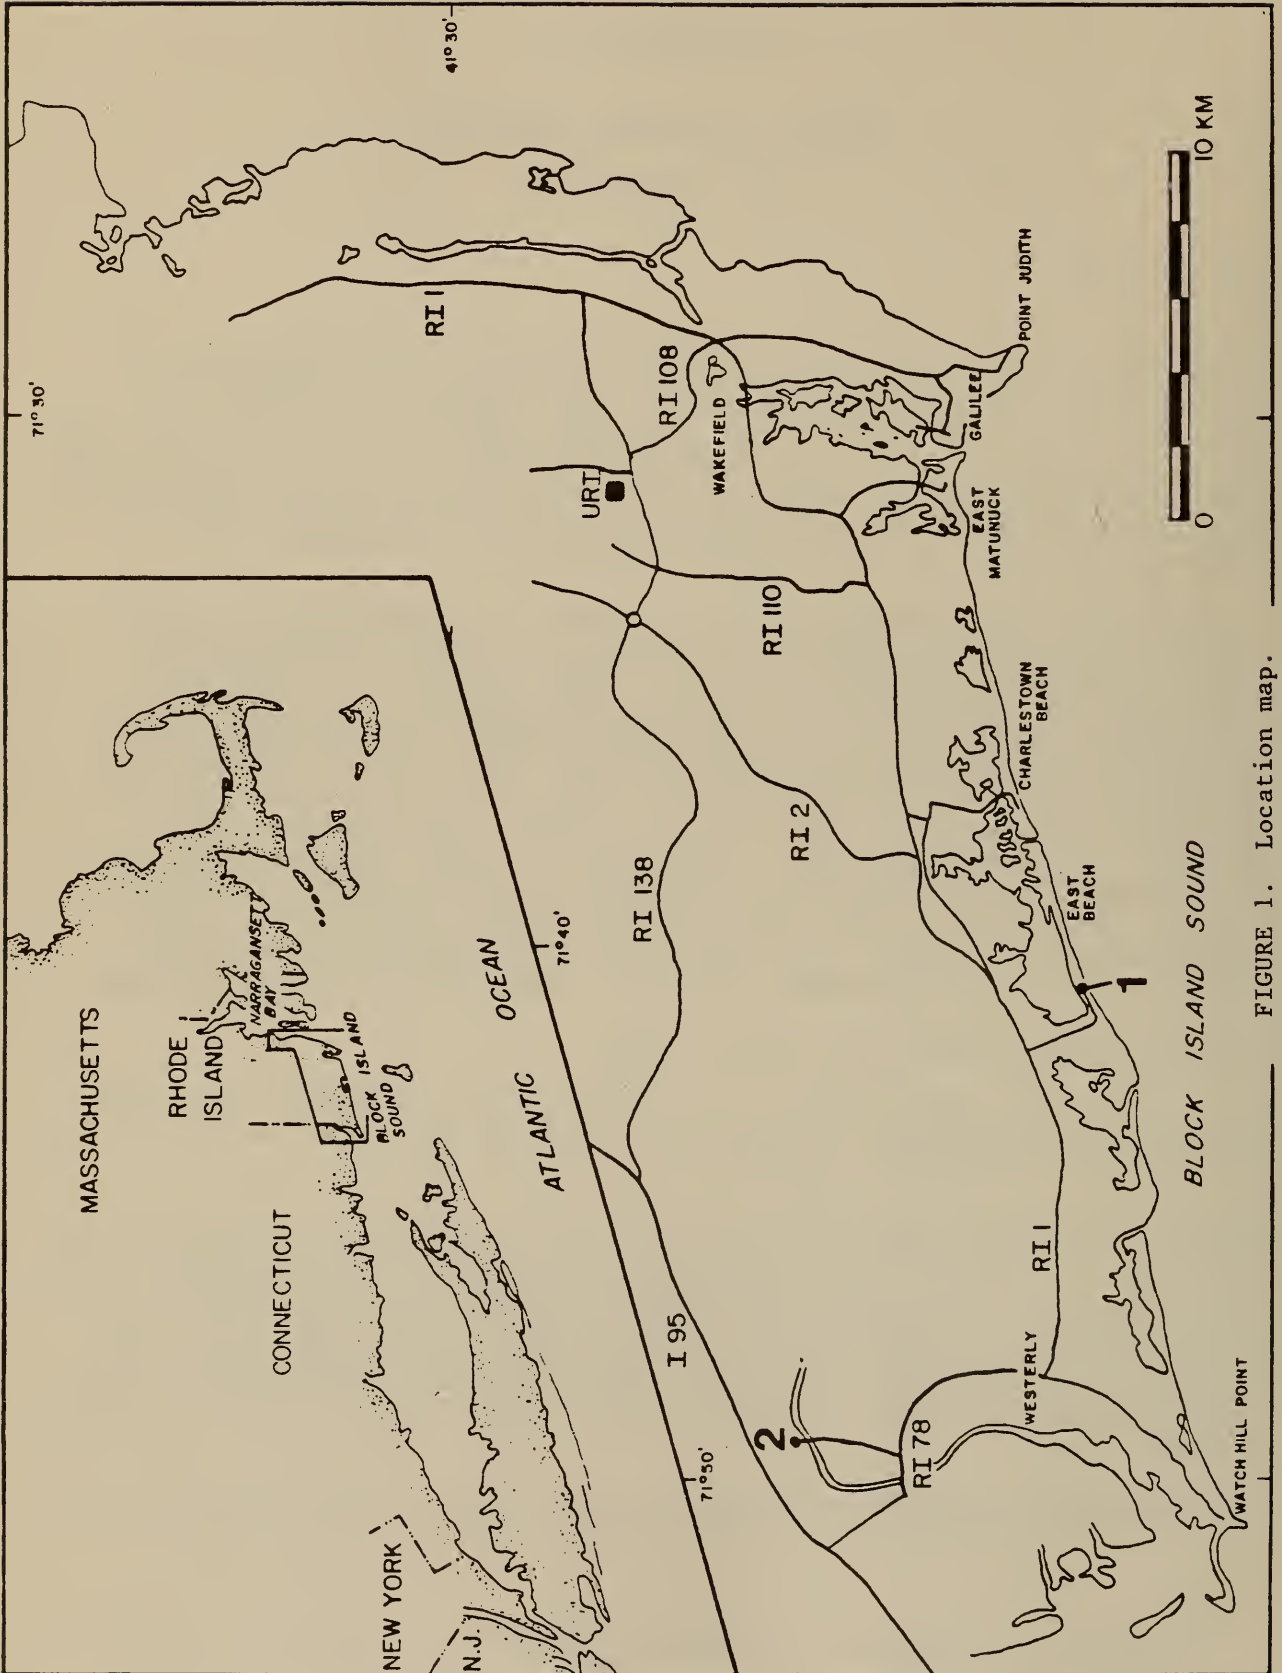 MASSACHUSETTS
RHODE
ISLAND
NARRAGANSETT
BAY
CONNECTICUT
BLOCK ISLAND
SOUND
NEW YORK
N.J.
ATLANTIC OCEAN
71° 30'
41° 30'
71° 40'
71° 50'
RI 1
RI 108
WAKEFIELD
URI
RI 110
RI 138
RI 2
I 95
2
RI 78
WESTERLY
RI 1
GALILEE
POINT JUDITH
EAST
MATUNUCK
CHARLESTOWN
BEACH
EAST
BEACH
1
WATCH HILL POINT
BLOCK ISLAND SOUND
0
10 KM
FIGURE 1. Location map.